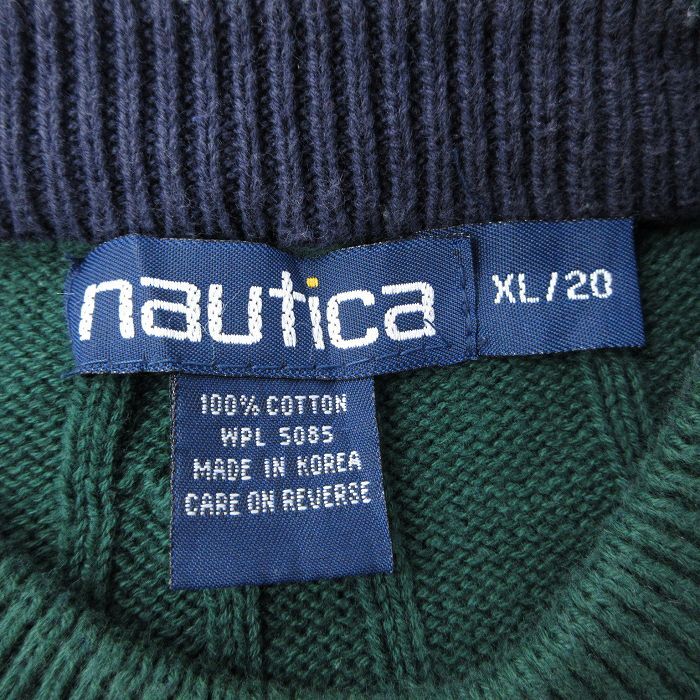 nautica
XL/20
100% COTTON
WPL 5085
MADE IN KOREA
CARE ON REVERSE